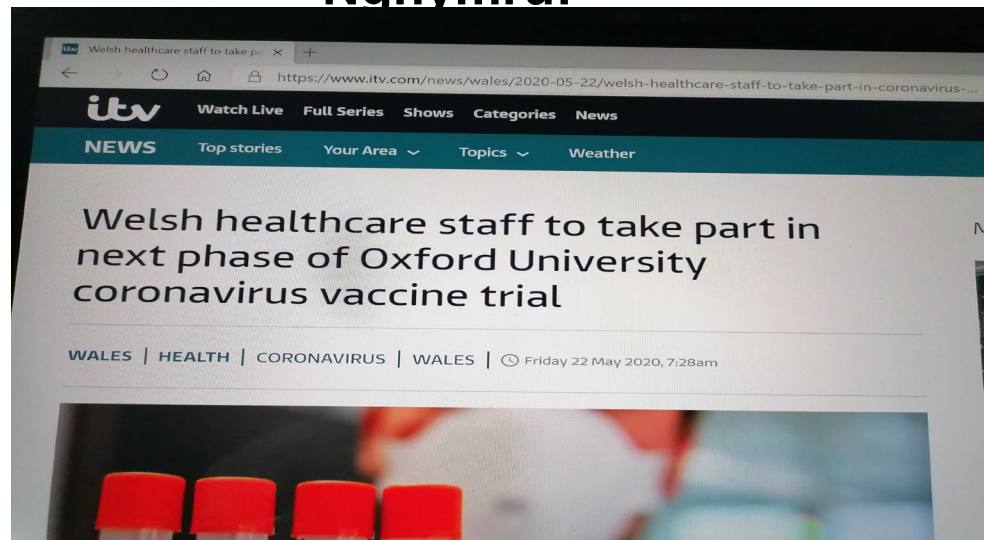 Nghymru.
Welsh healthcare staff to take p
https://www.itv.com/news/wales/2020-05-22/welsh-healthcare-staff-to-take-part-in-coronavirus-...
itv Watch Live Full Series Shows Categories News
NEWS Top stories Your Area Topics Weather
Welsh healthcare staff to take part in
next phase of Oxford University
coronavirus vaccine trial
WALES | HEALTH | CORONAVIRUS | WALES | Friday 22 May 2020, 7:28am